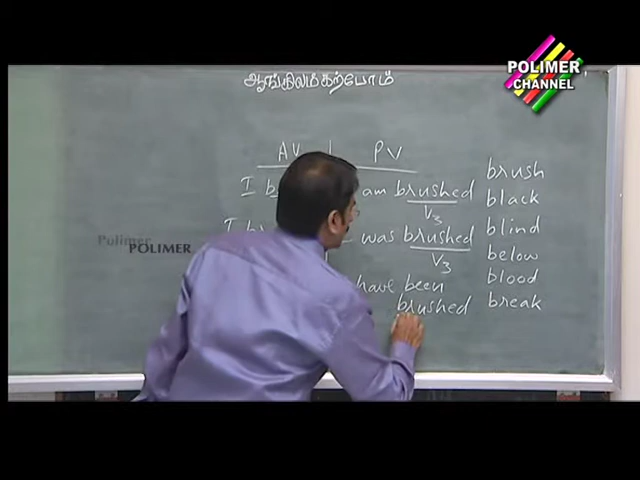 POLIMER
CHANNEL
ஆங்கிலம் கற்போம்
AV | PV
I am brushed
V3
I was brushed
V3
have been
brushed
brush
black
blind
below
blood
break
Polimer
POLIMER